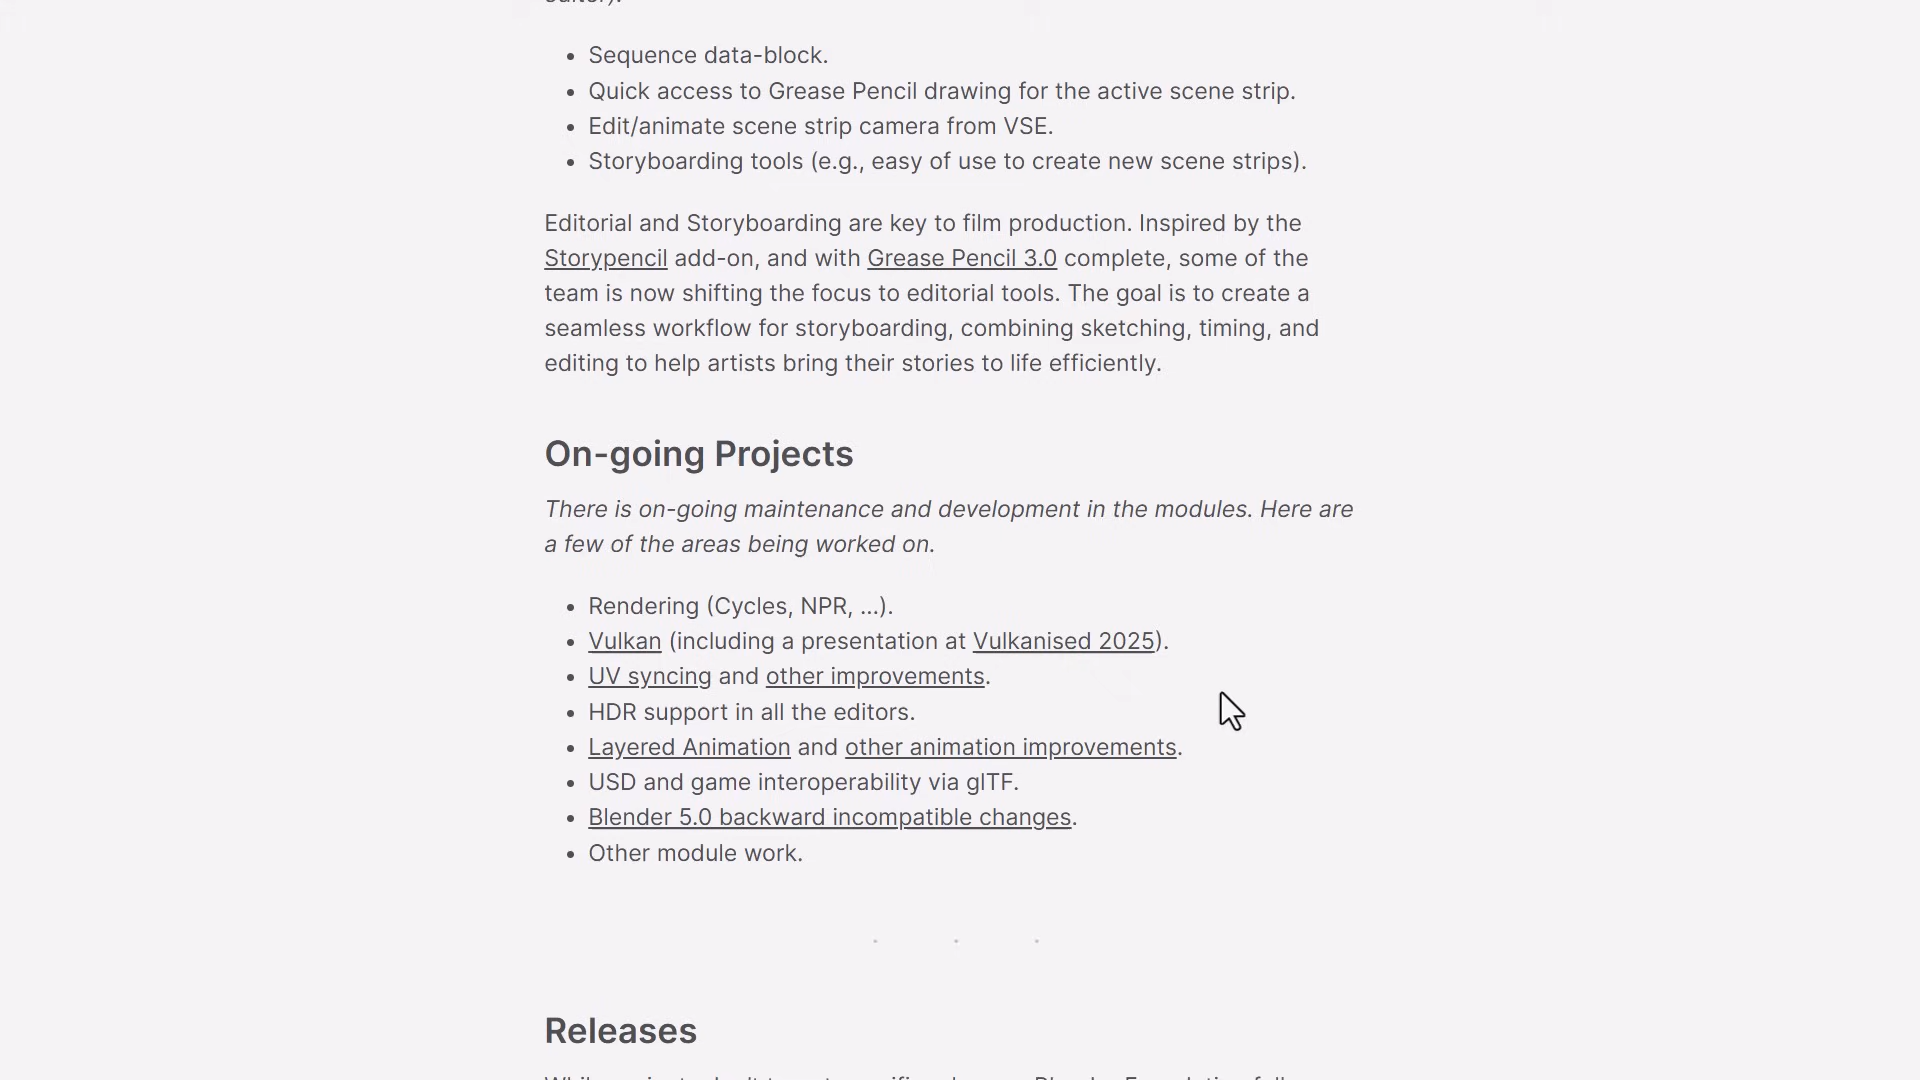 Sequence data-block.
Quick access to Grease Pencil drawing for the active scene strip.
Edit/animate scene strip camera from VSE.
Storyboarding tools (e.g., easy of use to create new scene strips).
Editorial and Storyboarding are key to film production. Inspired by the
Storypencil add-on, and with Grease Pencil 3.0 complete, some of the
team is now shifting the focus to editorial tools. The goal is to create a
seamless workflow for storyboarding, combining sketching, timing, and
editing to help artists bring their stories to life efficiently.
On-going Projects
There is on-going maintenance and development in the modules. Here are
a few of the areas being worked on.
Rendering (Cycles, NPR, ...).
Vulkan (including a presentation at Vulkanised 2025).
UV syncing and other improvements.
HDR support in all the editors.
Layered Animation and other animation improvements.
USD and game interoperability via glTF.
Blender 5.0 backward incompatible changes.
Other module work.
. . .
Releases